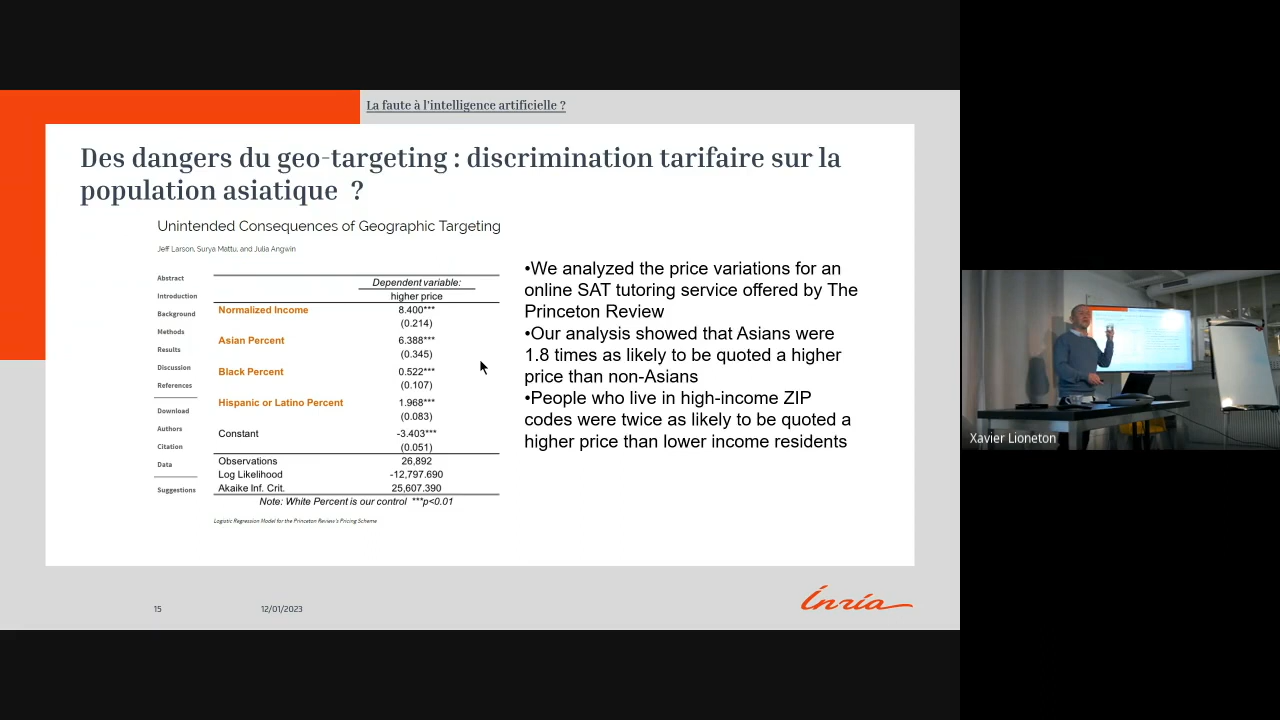 La faute à l'intelligence artificielle ?
Des dangers du geo-targeting : discrimination tarifaire sur la
population asiatique ?
Unintended Consequences of Geographic Targeting
Jeff Larson, Surya Mattu, and Julia Angwin
Abstract
Introduction
Background
Methods
Results
Discussion
References
Download
Authors
Citation
Data
Suggestions
Dependent variable:
higher price
Normalized Income 8.400***
(0.214)
Asian Percent 6.388***
(0.345)
Black Percent 0.522***
(0.107)
Hispanic or Latino Percent 1.968***
(0.083)
Constant -3.403***
(0.051)
Observations 26,892
Log Likelihood -12,797.690
Akaike Inf. Crit. 25,607.390
Note: White Percent is our control ***p<0.01
Logistic Regression Model for the Princeton Review's Pricing Scheme
•We analyzed the price variations for an
online SAT tutoring service offered by The
Princeton Review
•Our analysis showed that Asians were
1.8 times as likely to be quoted a higher
price than non-Asians
•People who live in high-income ZIP
codes were twice as likely to be quoted a
higher price than lower income residents
15
12/01/2023
Inria
Xavier Lioneton